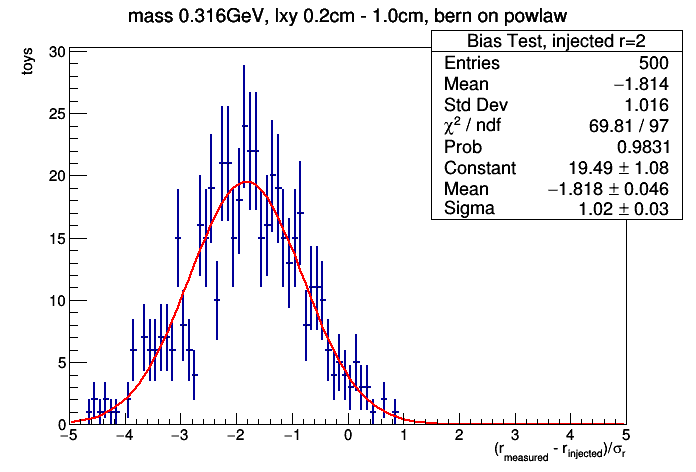 mass 0.316GeV, lxy 0.2cm - 1.0cm, bern on powlaw
toys
Bias Test, injected r=2
Entries 500
Mean −1.814
Std Dev 1.016
χ² / ndf 69.81 / 97
Prob 0.9831
Constant 19.49 ± 1.08
Mean −1.818 ± 0.046
Sigma 1.02 ± 0.03
30
25
20
15
10
5
0
−5 −4 −3 −2 −1 0 1 2 3 4 5
(r_measured - r_injected)/σ_r